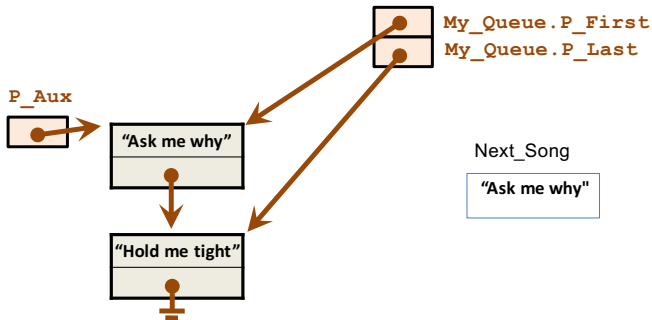 My_Queue.P_First
My_Queue.P_Last
P_Aux
“Ask me why”
Next_Song
“Ask me why"
“Hold me tight”